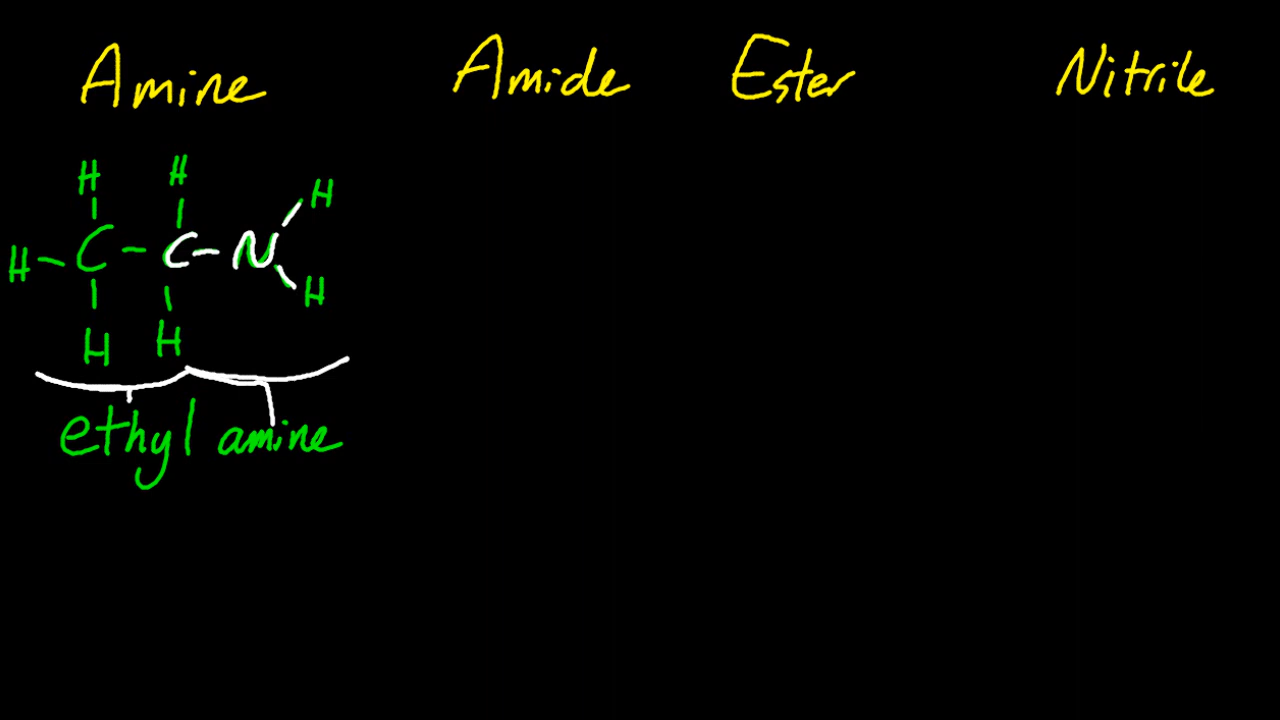 Amine Amide Ester Nitrile
H H H
H - C - C - N
H
H H
ethyl amine